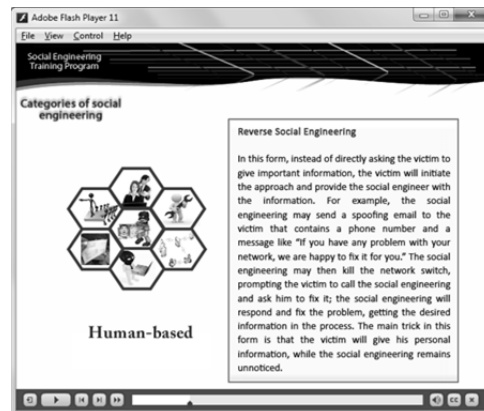 Adobe Flash Player 11
File View Control Help
Social Engineering
Training Program
Categories of social
engineering
Reverse Social Engineering
In this form, instead of directly asking the victim to
give important information, the victim will initiate
the approach and provide the social engineer with
the information. For example, the social
engineering may send a spoofing email to the
victim that contains a phone number and a
message like "If you have any problem with your
network, we are happy to fix it for you." The social
engineering may then kill the network switch,
prompting the victim to call the social engineering
and ask him to fix it; the social engineering will
respond and fix the problem, getting the desired
information in the process. The main trick in this
form is that the victim will give his personal
information, while the social engineering remains
unnoticed.
Human-based
CC